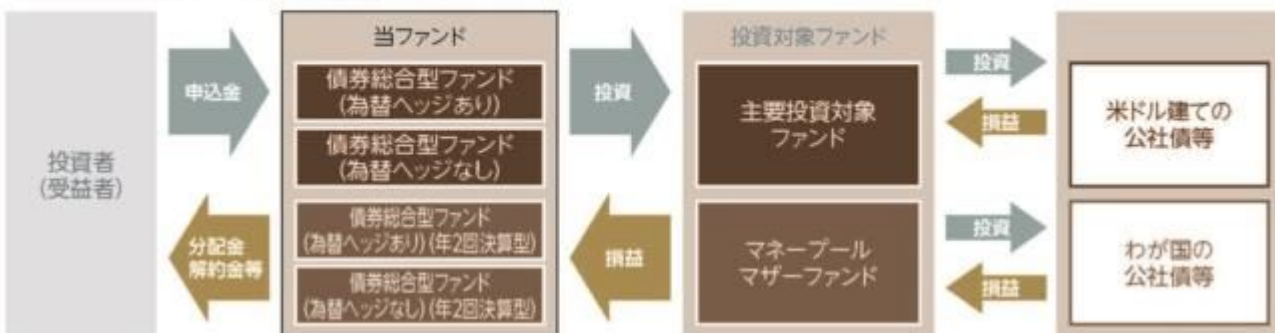 投資者
(受益者)
申込金
分配金
解約金等
当ファンド
債券総合型ファンド
(為替ヘッジあり)
債券総合型ファンド
(為替ヘッジなし)
債券総合型ファンド
(為替ヘッジあり)(年2回決算型)
債券総合型ファンド
(為替ヘッジなし)(年2回決算型)
投資
損益
投資対象ファンド
主要投資対象
ファンド
マネープール
マザーファンド
投資
損益
投資
損益
米ドル建ての
公社債等
わが国の
公社債等